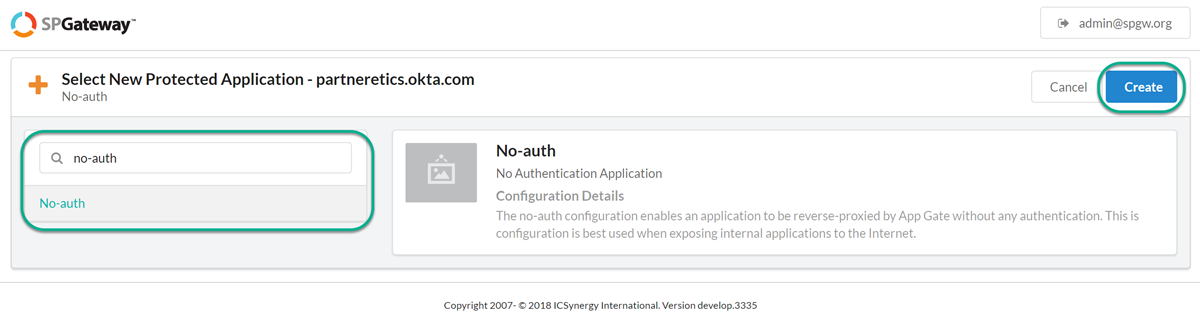 SPGateway™
admin@spgw.org
Select New Protected Application - partneretics.okta.com
No-auth
Cancel
Create
no-auth
No-auth
No-auth
No Authentication Application
Configuration Details
The no-auth configuration enables an application to be reverse-proxied by App Gate without any authentication. This is
configuration is best used when exposing internal applications to the Internet.
Copyright 2007- © 2018 ICSynergy International. Version develop.3335